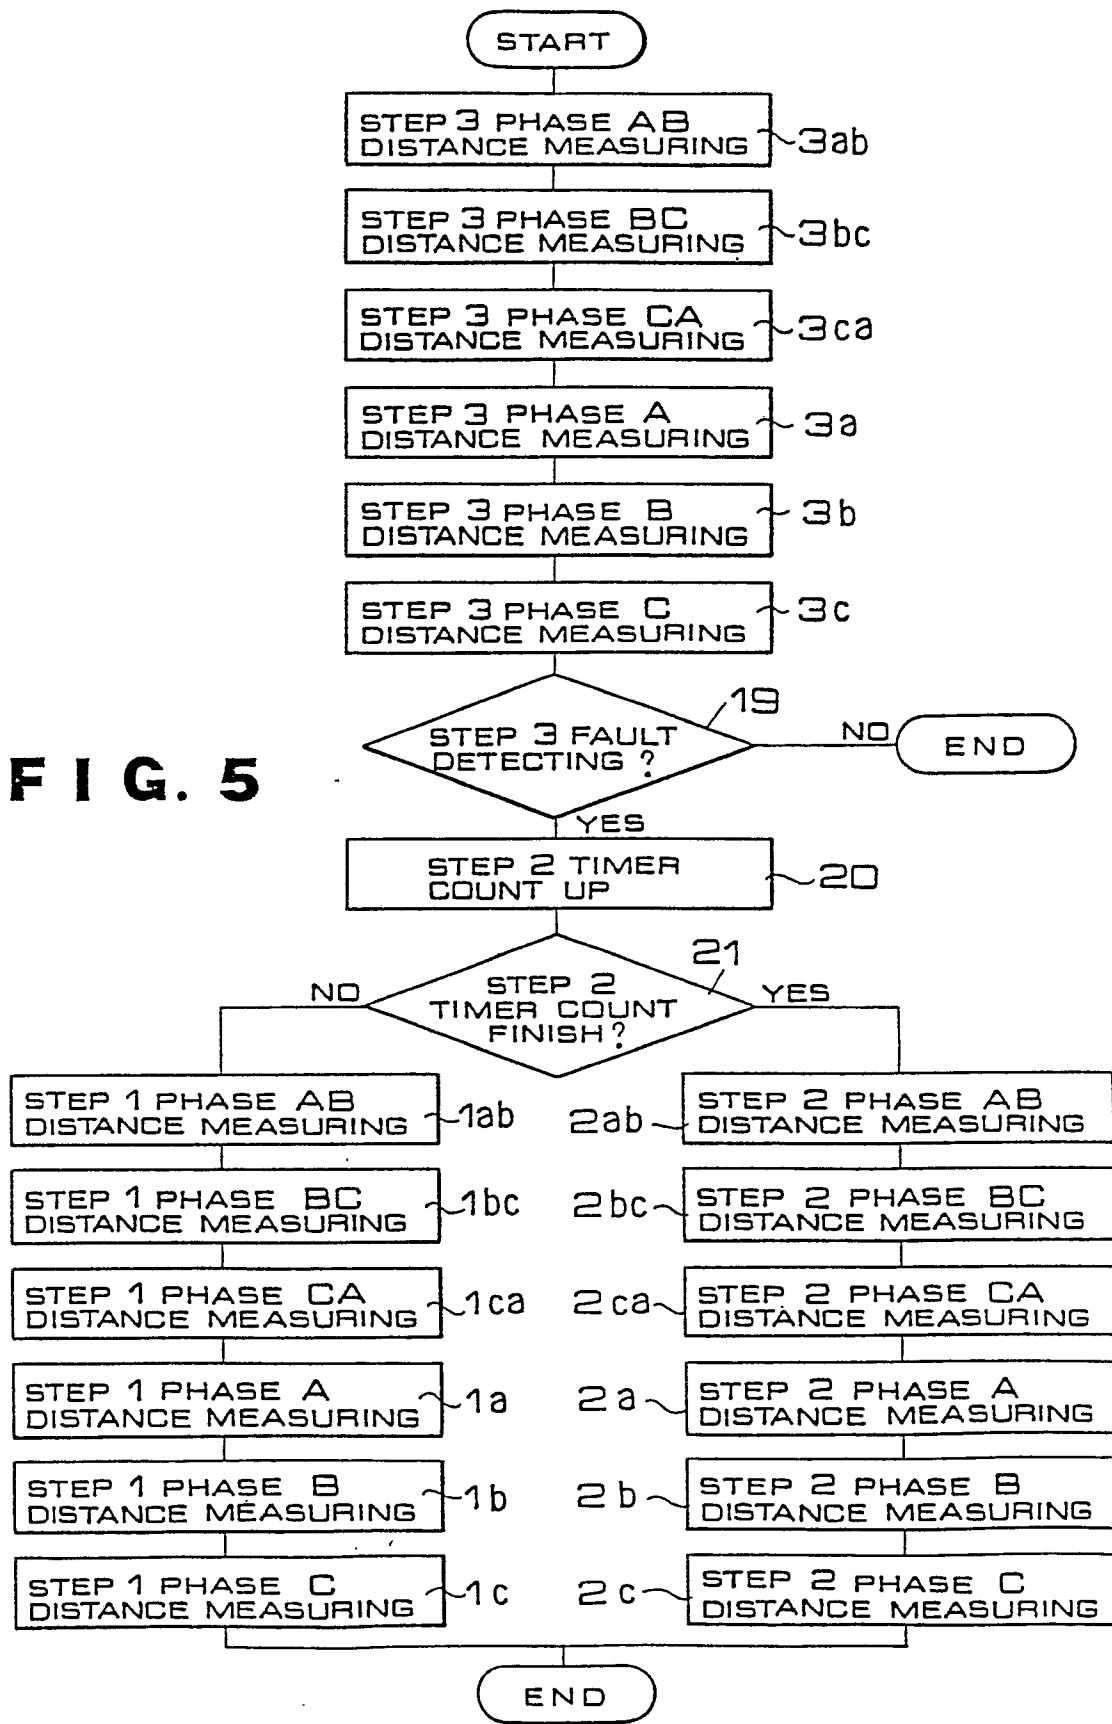 START
STEP 3 PHASE AB
DISTANCE MEASURING
3ab
STEP 3 PHASE BC
DISTANCE MEASURING
3bc
STEP 3 PHASE CA
DISTANCE MEASURING
3ca
STEP 3 PHASE A
DISTANCE MEASURING
3a
STEP 3 PHASE B
DISTANCE MEASURING
3b
STEP 3 PHASE C
DISTANCE MEASURING
3c
STEP 3 FAULT
DETECTING ?
19
NO
END
FIG. 5
YES
STEP 2 TIMER
COUNT UP
20
STEP 2
TIMER COUNT
FINISH ?
21
NO
YES
STEP 1 PHASE AB
DISTANCE MEASURING
1ab
STEP 1 PHASE BC
DISTANCE MEASURING
1bc
STEP 1 PHASE CA
DISTANCE MEASURING
1ca
STEP 1 PHASE A
DISTANCE MEASURING
1a
STEP 1 PHASE B
DISTANCE MEASURING
1b
STEP 1 PHASE C
DISTANCE MEASURING
1c
2ab
STEP 2 PHASE AB
DISTANCE MEASURING
2bc
STEP 2 PHASE BC
DISTANCE MEASURING
2ca
STEP 2 PHASE CA
DISTANCE MEASURING
2a
STEP 2 PHASE A
DISTANCE MEASURING
2b
STEP 2 PHASE B
DISTANCE MEASURING
2c
STEP 2 PHASE C
DISTANCE MEASURING
END